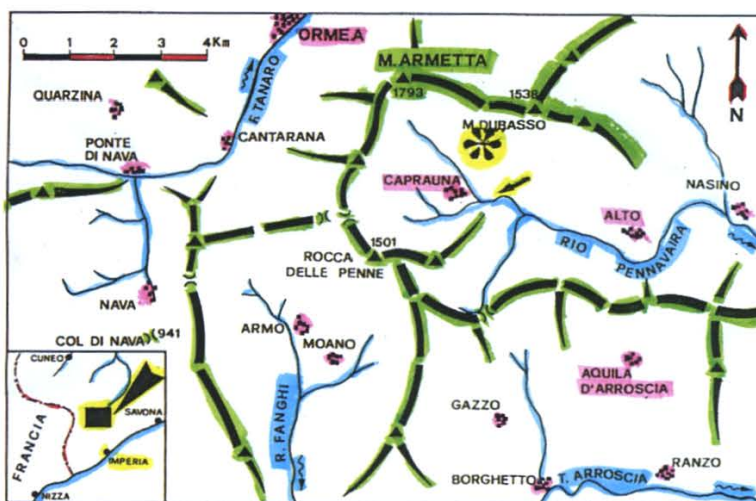 0 1 2 3 4 Km
ORMEA
M. ARMETTA
1793
1538
N
QUARZINA
F. TANARO
M. DUBASSO
PONTE
DI NAVA
CANTARANA
CAPRAUNA
NASINO
ALTO
RIO
PENNAVAIRA
1501
ROCCA
DELLE PENNE
NAVA
ARMO
MOANO
COL DI NAVA
941
AQUILA
D'ARROSCIA
GAZZO
R. FANGHI
BORGHETTO
T. ARROSCIA
RANZO
CUNEO
SAVONA
FRANCIA
IMPERIA
NIZZA